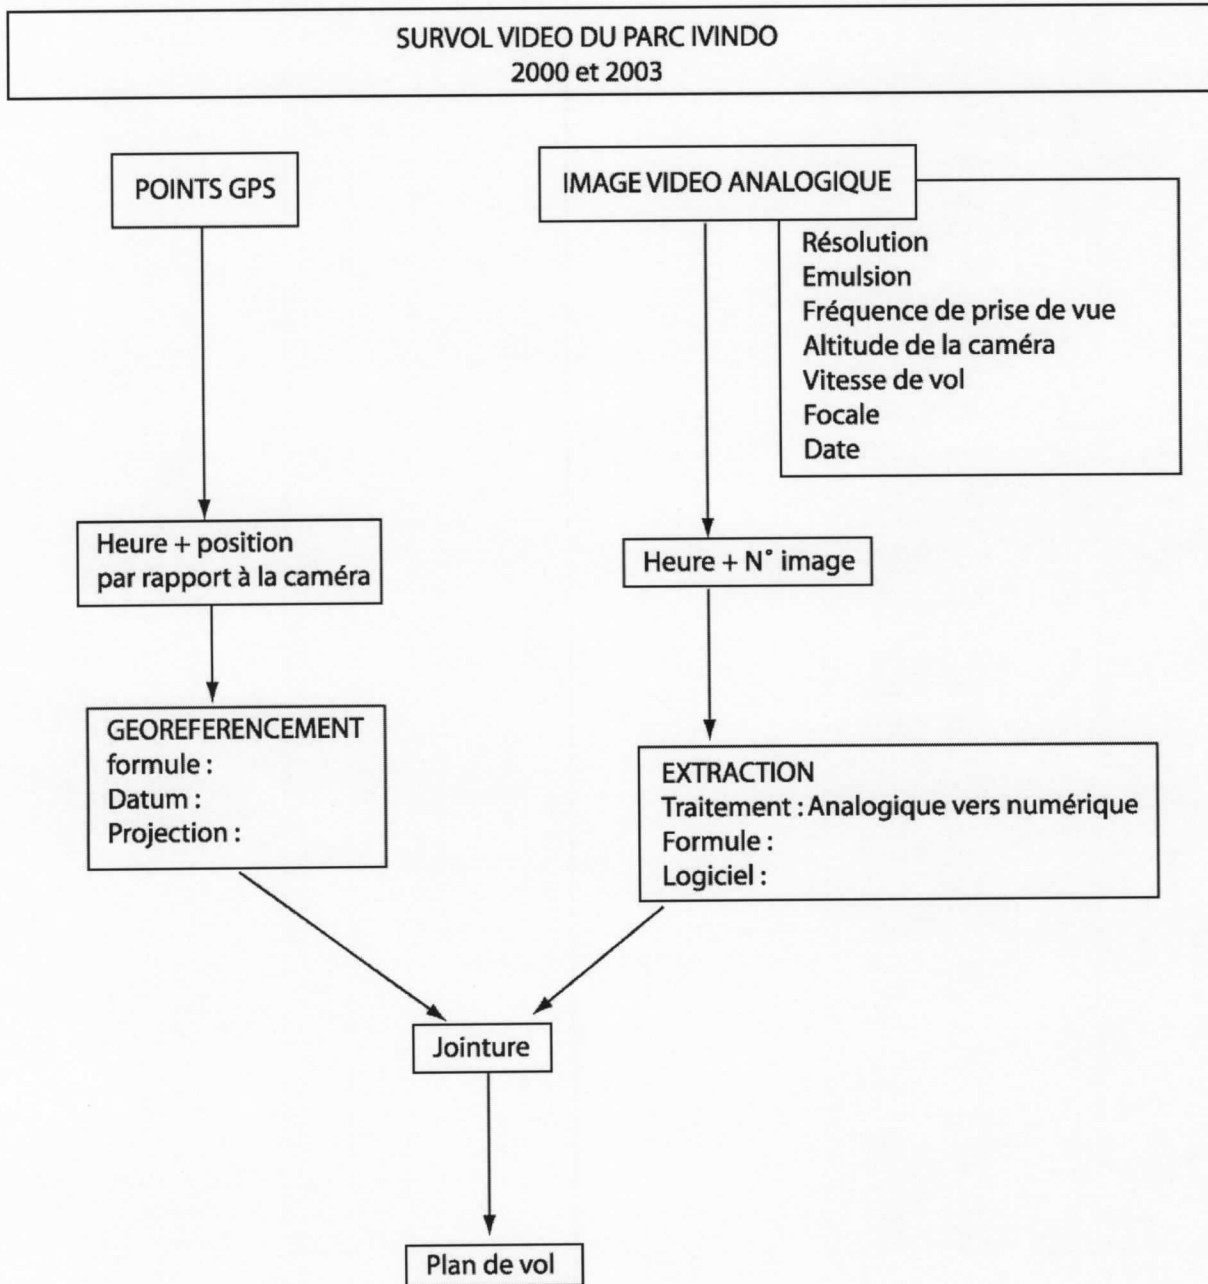 SURVOL VIDEO DU PARC IVINDO
2000 et 2003
POINTS GPS
IMAGE VIDEO ANALOGIQUE
Résolution
Emulsion
Fréquence de prise de vue
Altitude de la caméra
Vitesse de vol
Focale
Date
Heure + position
par rapport à la caméra
Heure + N° image
GEOREFERENCEMENT
formule :
Datum :
Projection :
EXTRACTION
Traitement : Analogique vers numérique
Formule :
Logiciel :
Jointure
Plan de vol